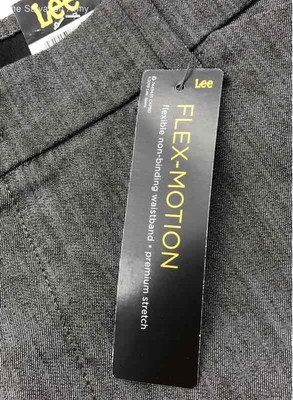 Lee
Lee
FLEX-MOTION
flexible non-binding waistband • premium stretch